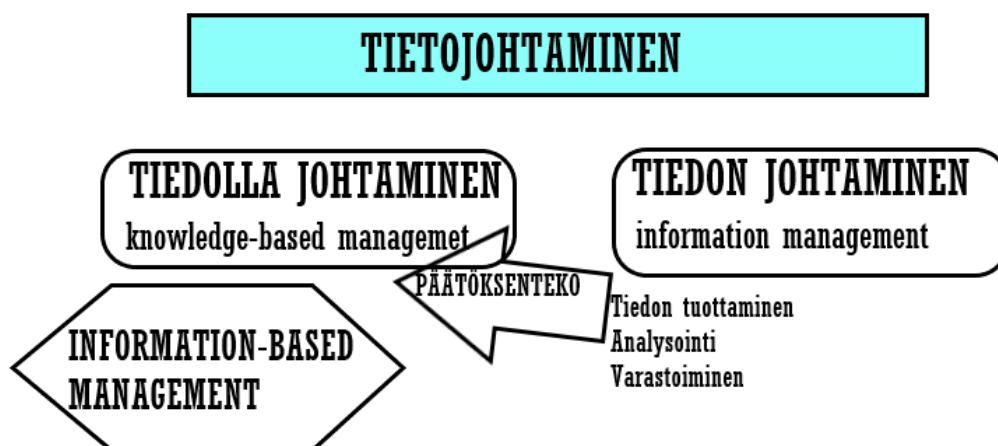 TIETOJOHTAMINEN
TIEDOLLA JOHTAMINEN
knowledge-based managemet
TIEDON JOHTAMINEN
information management
PÄÄTÖKSENTEKO
Tiedon tuottaminen
Analysointi
Varastoiminen
INFORMATION-BASED
MANAGEMENT